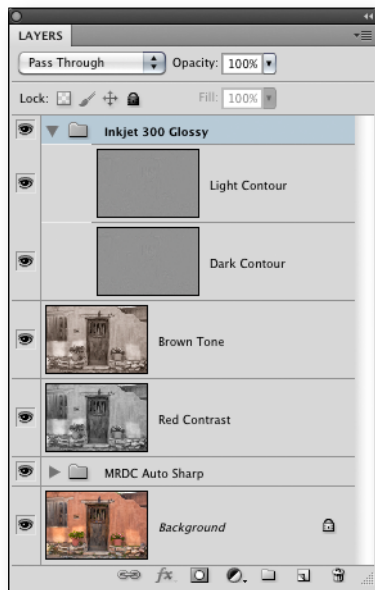 LAYERS
Pass Through Opacity: 100%
Lock: Fill: 100%
Inkjet 300 Glossy
Light Contour
Dark Contour
Brown Tone
Red Contrast
MRDC Auto Sharp
Background
fx.